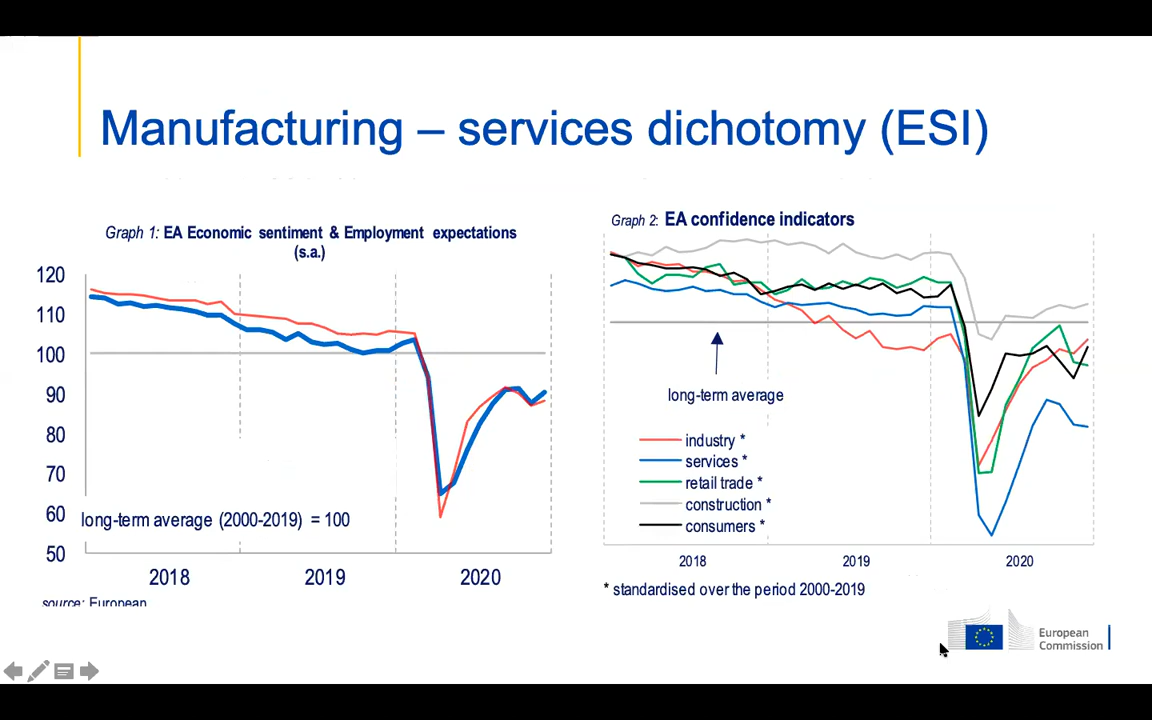 Manufacturing – services dichotomy (ESI)
Graph 1: EA Economic sentiment & Employment expectations
(s.a.)
120
110
100
90
80
70
60
50
long-term average (2000-2019) = 100
2018 2019 2020
source: European
Graph 2: EA confidence indicators
long-term average
industry *
services *
retail trade *
construction *
consumers *
2018 2019 2020
* standardised over the period 2000-2019
European
Commission